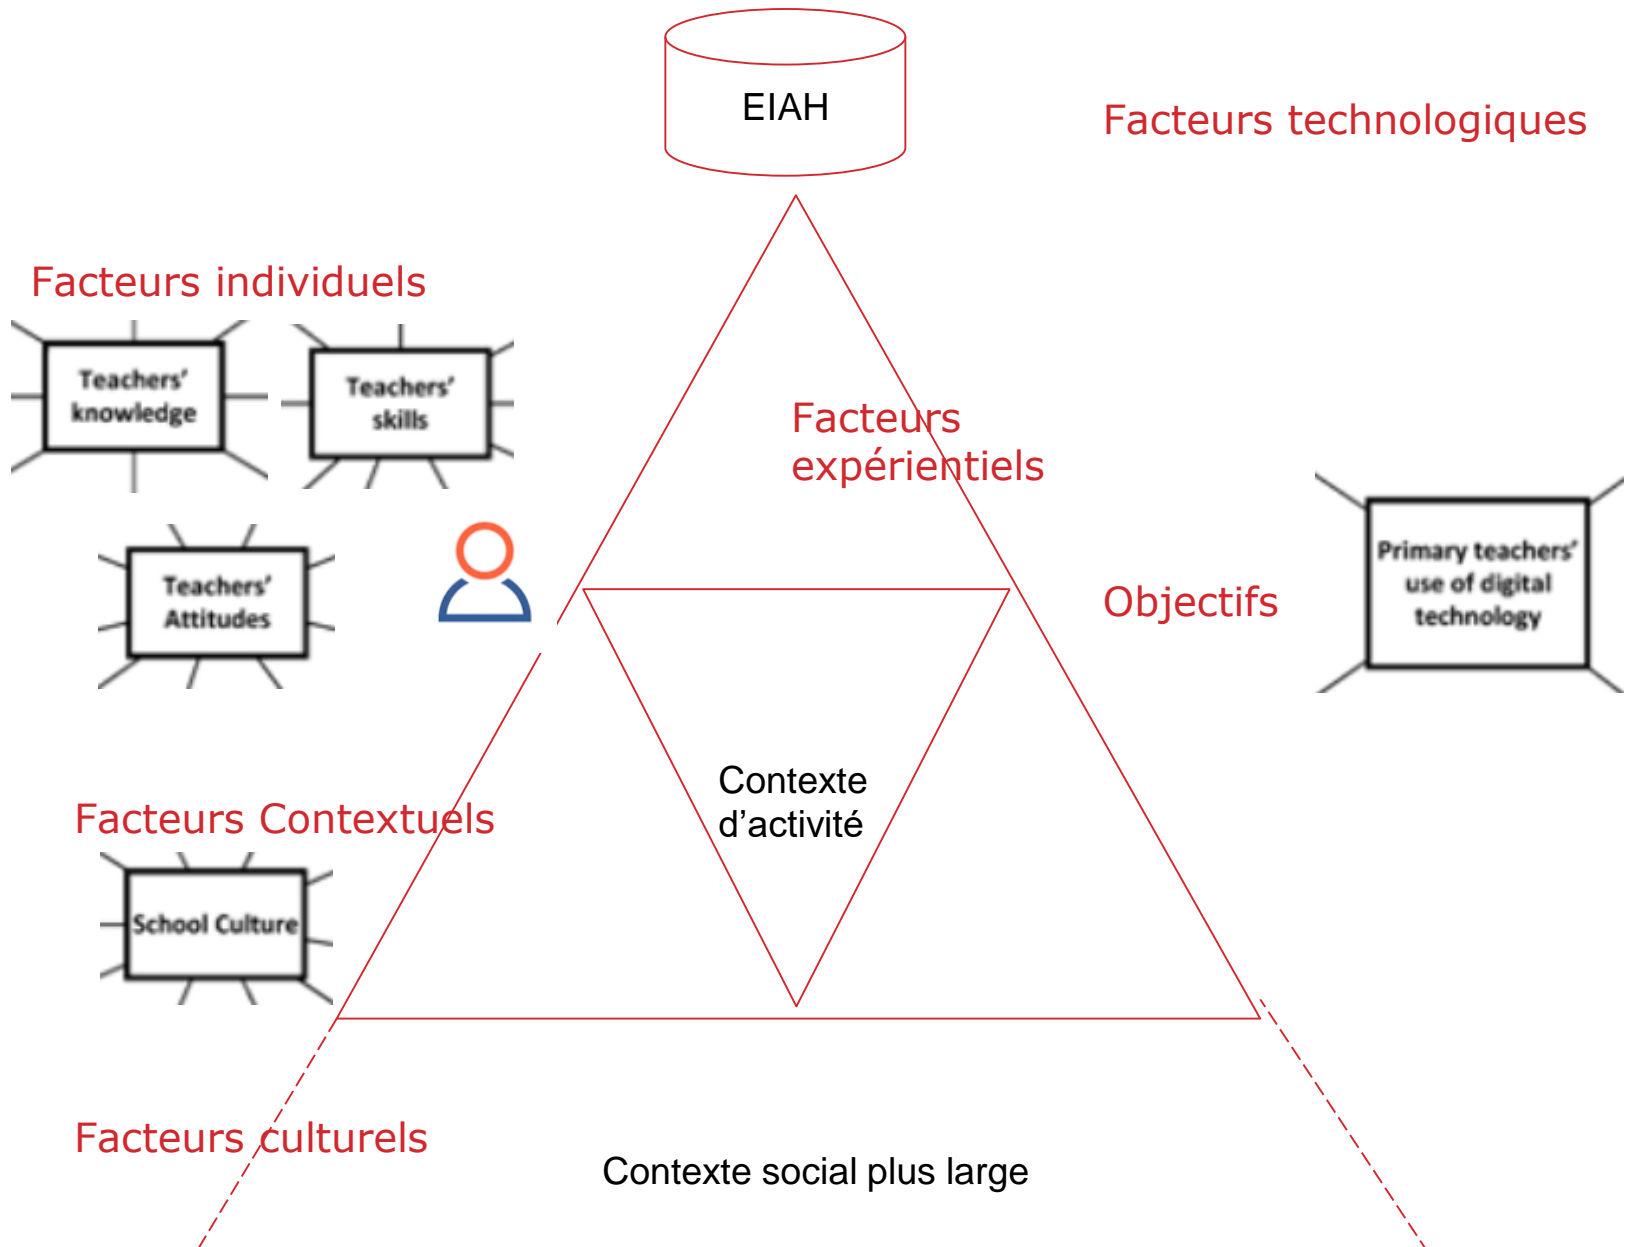 EIAH
Facteurs technologiques
Facteurs individuels
Teachers’
knowledge
Teachers’
skills
Facteurs
expérientiels
Teachers’
Attitudes
Objectifs
Primary teachers’
use of digital
technology
Contexte
d’activité
Facteurs Contextuels
School Culture
Facteurs culturels
Contexte social plus large